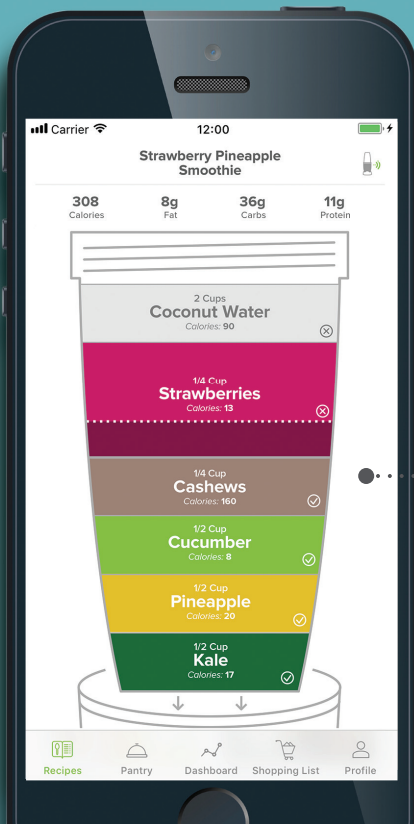 Carrier
12:00
Strawberry Pineapple
Smoothie
308 8g 36g 11g
Calories Fat Carbs Protein
2 Cups
Coconut Water
Calories: 90
1/4 Cup
Strawberries
Calories: 13
1/4 Cup
Cashews
Calories: 160
1/2 Cup
Cucumber
Calories: 8
1/2 Cup
Pineapple
Calories: 20
1/2 Cup
Kale
Calories: 17
Recipes Pantry Dashboard Shopping List Profile